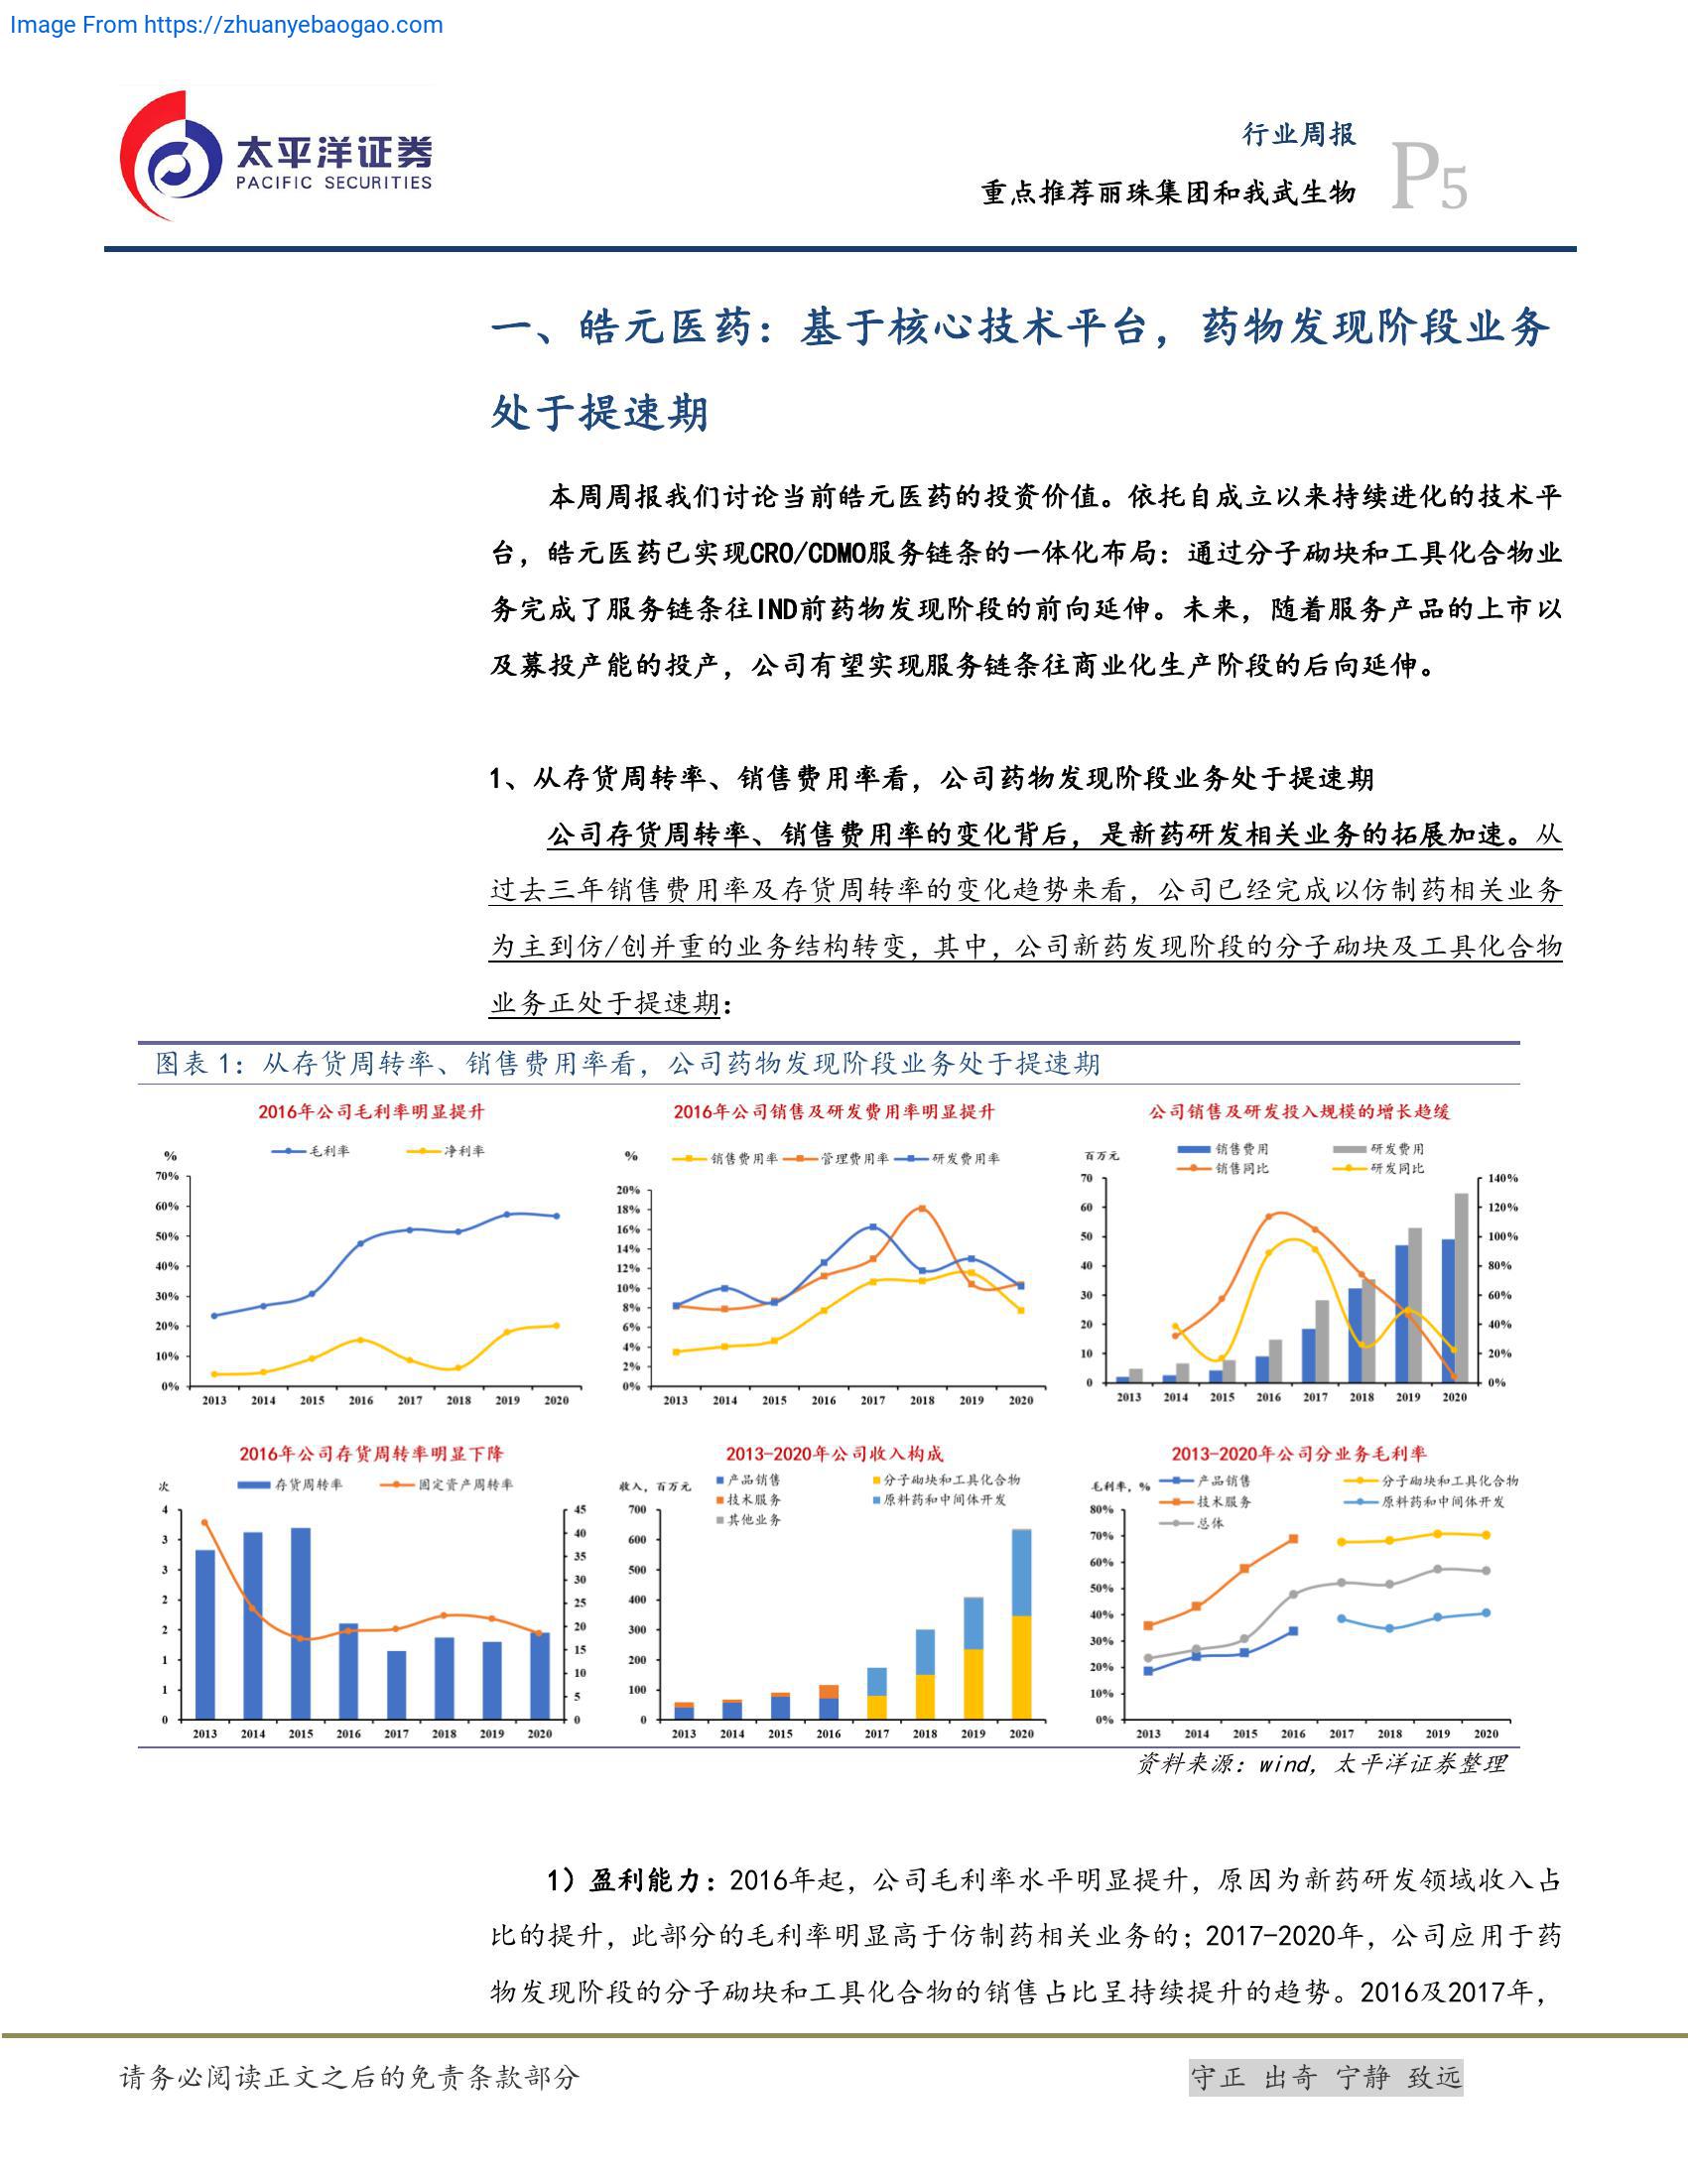 Image From https://zhuanyebaogao.com
太平洋证券
PACIFIC SECURITIES
行业周报
重点推荐丽珠集团和我武生物
P5
一、皓元医药：基于核心技术平台，药物发现阶段业务
处于提速期
本周周报我们讨论当前皓元医药的投资价值。依托自成立以来持续进化的技术平
台，皓元医药已实现CRO/CDMO服务链条的一体化布局：通过分子砌块和工具化合物业
务完成了服务链条往IND前药物发现阶段的前向延伸。未来，随着服务产品的上市以
及募投产能的投产，公司有望实现服务链条往商业化生产阶段的后向延伸。
1、从存货周转率、销售费用率看，公司药物发现阶段业务处于提速期
公司存货周转率、销售费用率的变化背后，是新药研发相关业务的拓展加速。从
过去三年销售费用率及存货周转率的变化趋势来看，公司已经完成以仿制药相关业务
为主到仿/创并重的业务结构转变，其中，公司新药发现阶段的分子砌块及工具化合物
业务正处于提速期：
图表 1：从存货周转率、销售费用率看，公司药物发现阶段业务处于提速期
2016年公司毛利率明显提升
% 毛利率 净利率
70%
60%
50%
40%
30%
20%
10%
0%
2013 2014 2015 2016 2017 2018 2019 2020
2016年公司销售及研发费用率明显提升
% 销售费用率 管理费用率 研发费用率
20%
18%
16%
14%
12%
10%
8%
6%
4%
2%
0%
2013 2014 2015 2016 2017 2018 2019 2020
公司销售及研发投入规模的增长趋缓
百万元 销售费用 研发费用
销售同比 研发同比
70 140%
60 120%
50 100%
40 80%
30 60%
20 40%
10 20%
0 0%
2013 2014 2015 2016 2017 2018 2019 2020
2016年公司存货周转率明显下降
次 存货周转率 固定资产周转率
4 45
3 40
3 35
2 30
2 25
1 20
1 15
0 10
5
0
2013 2014 2015 2016 2017 2018 2019 2020
2013-2020年公司收入构成
收入，百万元 产品销售 分子砌块和工具化合物
技术服务 原料药和中间体开发
其他业务
700
600
500
400
300
200
100
0
2013 2014 2015 2016 2017 2018 2019 2020
2013-2020年公司分业务毛利率
毛利率，% 产品销售 分子砌块和工具化合物
技术服务 原料药和中间体开发
总体
80%
70%
60%
50%
40%
30%
20%
10%
0%
2013 2014 2015 2016 2017 2018 2019 2020
资料来源：wind，太平洋证券整理
1）盈利能力：2016年起，公司毛利率水平明显提升，原因为新药研发领域收入占
比的提升，此部分的毛利率明显高于仿制药相关业务的；2017-2020年，公司应用于药
物发现阶段的分子砌块和工具化合物的销售占比呈持续提升的趋势。2016及2017年，
请务必阅读正文之后的免责条款部分
守正 出奇 宁静 致远